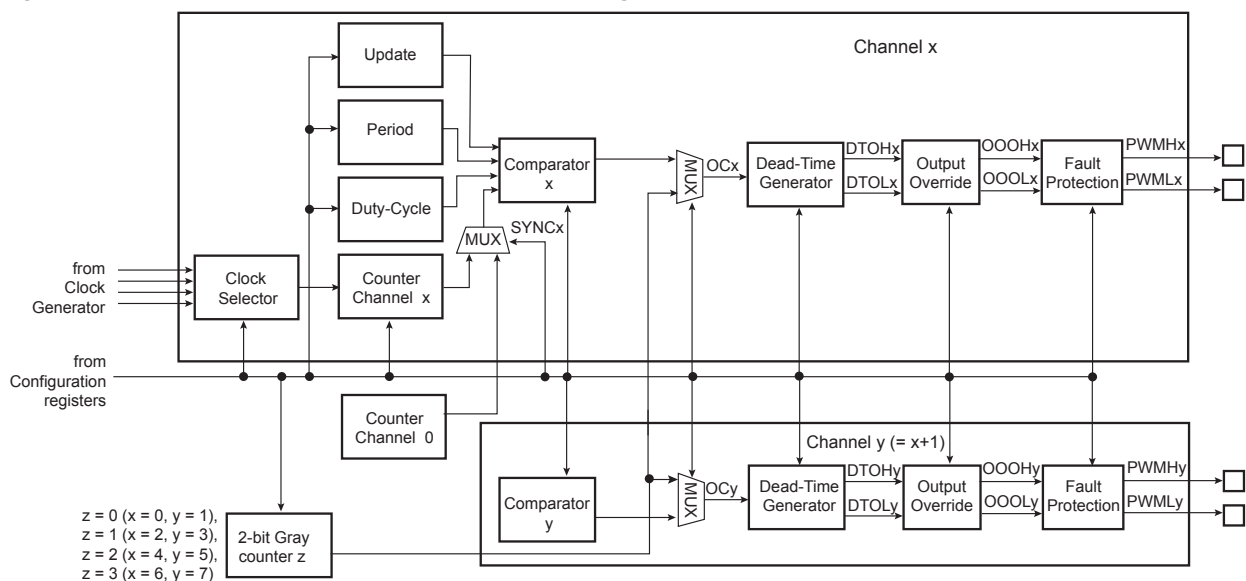 Channel x
Update
Period
Comparator
x
Duty-Cycle
MUX
SYNCx
MUX
OCx
Dead-Time
Generator
DTOHx
DTOLx
Output
Override
OOOHx
OOOLx
Fault
Protection
PWMHx
PWMLx
from
Clock
Generator
Clock
Selector
Counter
Channel x
from
Configuration
registers
Counter
Channel 0
Channel y (= x+1)
Comparator
y
MUX
OCy
Dead-Time
Generator
DTOHy
DTOLy
Output
Override
OOOHy
OOOLy
Fault
Protection
PWMHy
PWMLy
z = 0 (x = 0, y = 1),
z = 1 (x = 2, y = 3),
z = 2 (x = 4, y = 5),
z = 3 (x = 6, y = 7)
2-bit Gray
counter z